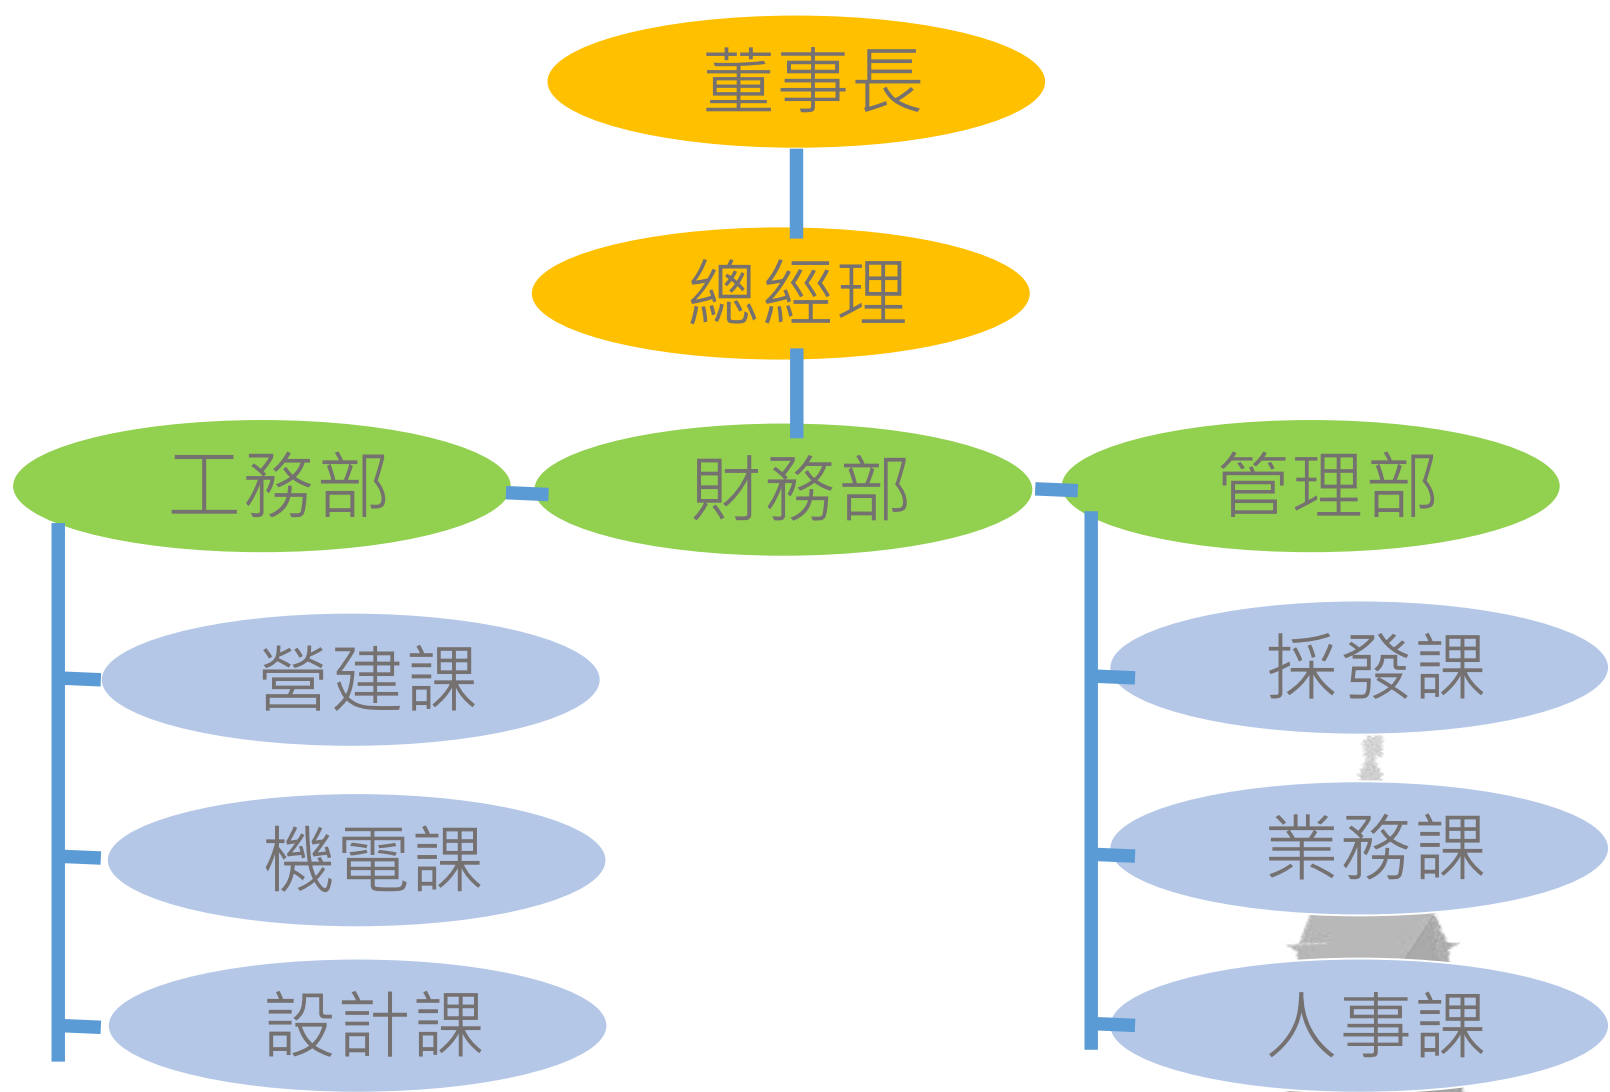 董事長
總經理
工務部
財務部
管理部
營建課
採發課
機電課
業務課
設計課
人事課